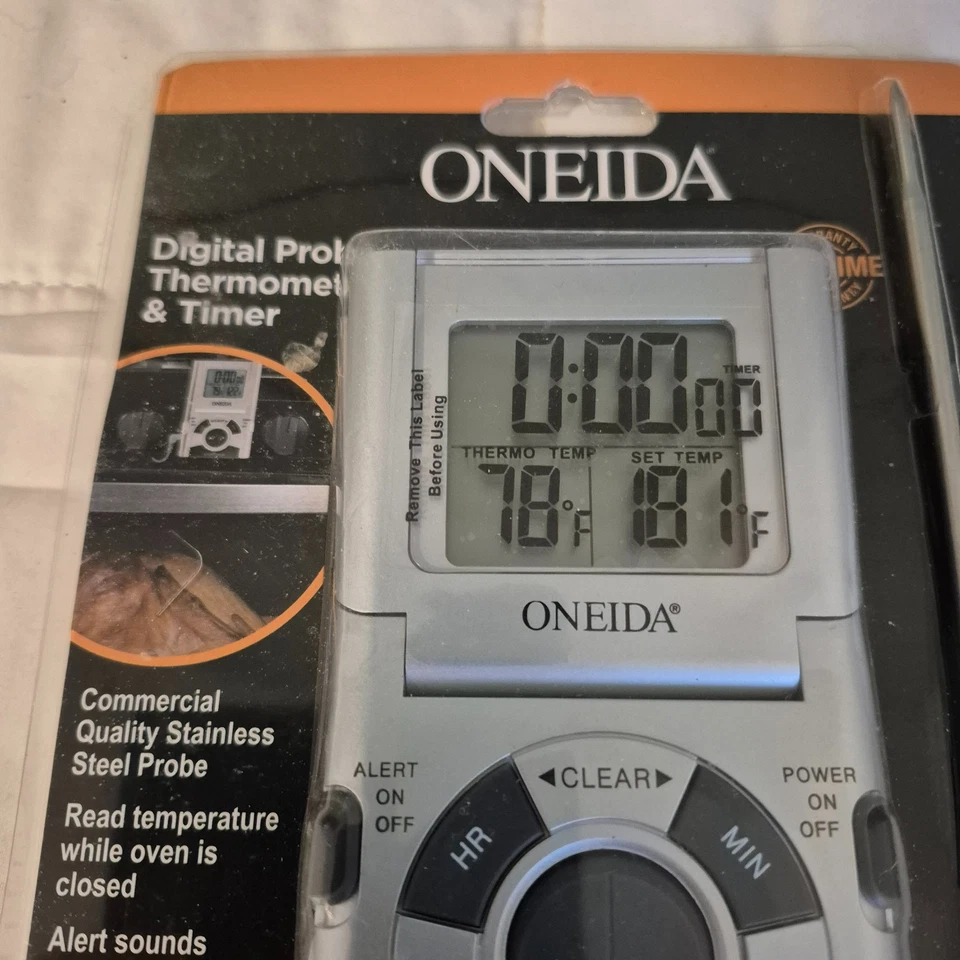 ONEIDA
Digital Prob
Thermomet
& Timer
ANTY
IME
Remove This Label
Before Using
0:00 00
TIMER
THERMO TEMP
SET TEMP
78°F
181°F
ONEIDA®
Commercial
Quality Stainless
Steel Probe
Read temperature
while oven is
closed
Alert sounds
ALERT
ON
OFF
◀CLEAR▶
HR
MIN
POWER
ON
OFF